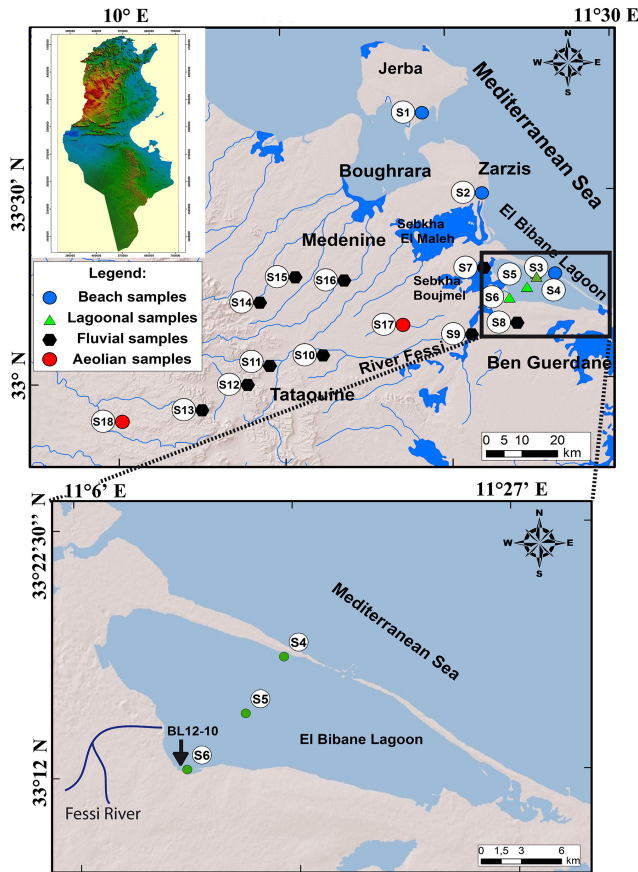 10° E
11°30 E
N
W
E
S
Jerba
S1
Mediterranean Sea
Boughrara
Zarzis
S2
33°30 N
El Bibane Lagoon
Sebkha
El Maleh
Medenine
Legend:
Beach samples
Lagoonal samples
Fluvial samples
Aeolian samples
S7
S5
S3
S15
S16
Sebkha
Boujmel
S4
S6
S14
S17
S8
S9
S10
River Fessi
S11
Ben Guerdane
33° N
S12
Tataouine
S13
S18
0 5 10 20
km
11°6’ E
11°27’ E
33°22’30’’ N
N
W
E
S
Mediterranean Sea
S4
S5
BL12-10
El Bibane Lagoon
S6
33°12 N
Fessi River
0 1,5 3 6
km